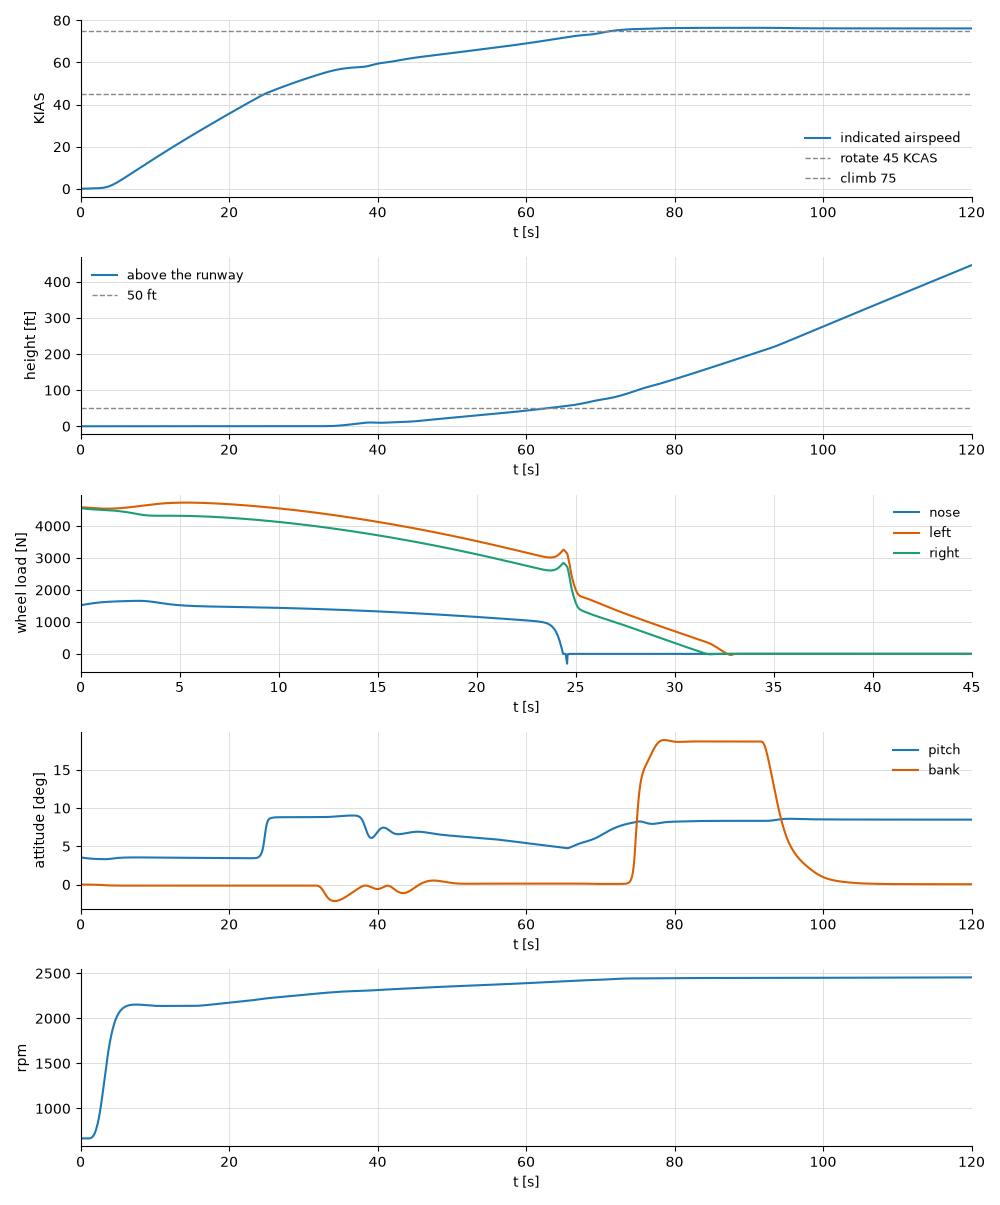 80
60
40
20
0
KIAS
indicated airspeed
rotate 45 KCAS
climb 75
0 20 40 60 80 100 120
t [s]
400
300
200
100
0
height [ft]
above the runway
50 ft
0 20 40 60 80 100 120
t [s]
4000
3000
2000
1000
0
wheel load [N]
nose
left
right
0 5 10 15 20 25 30 35 40 45
t [s]
15
10
5
0
attitude [deg]
pitch
bank
0 20 40 60 80 100 120
t [s]
2500
2000
1500
1000
rpm
0 20 40 60 80 100 120
t [s]